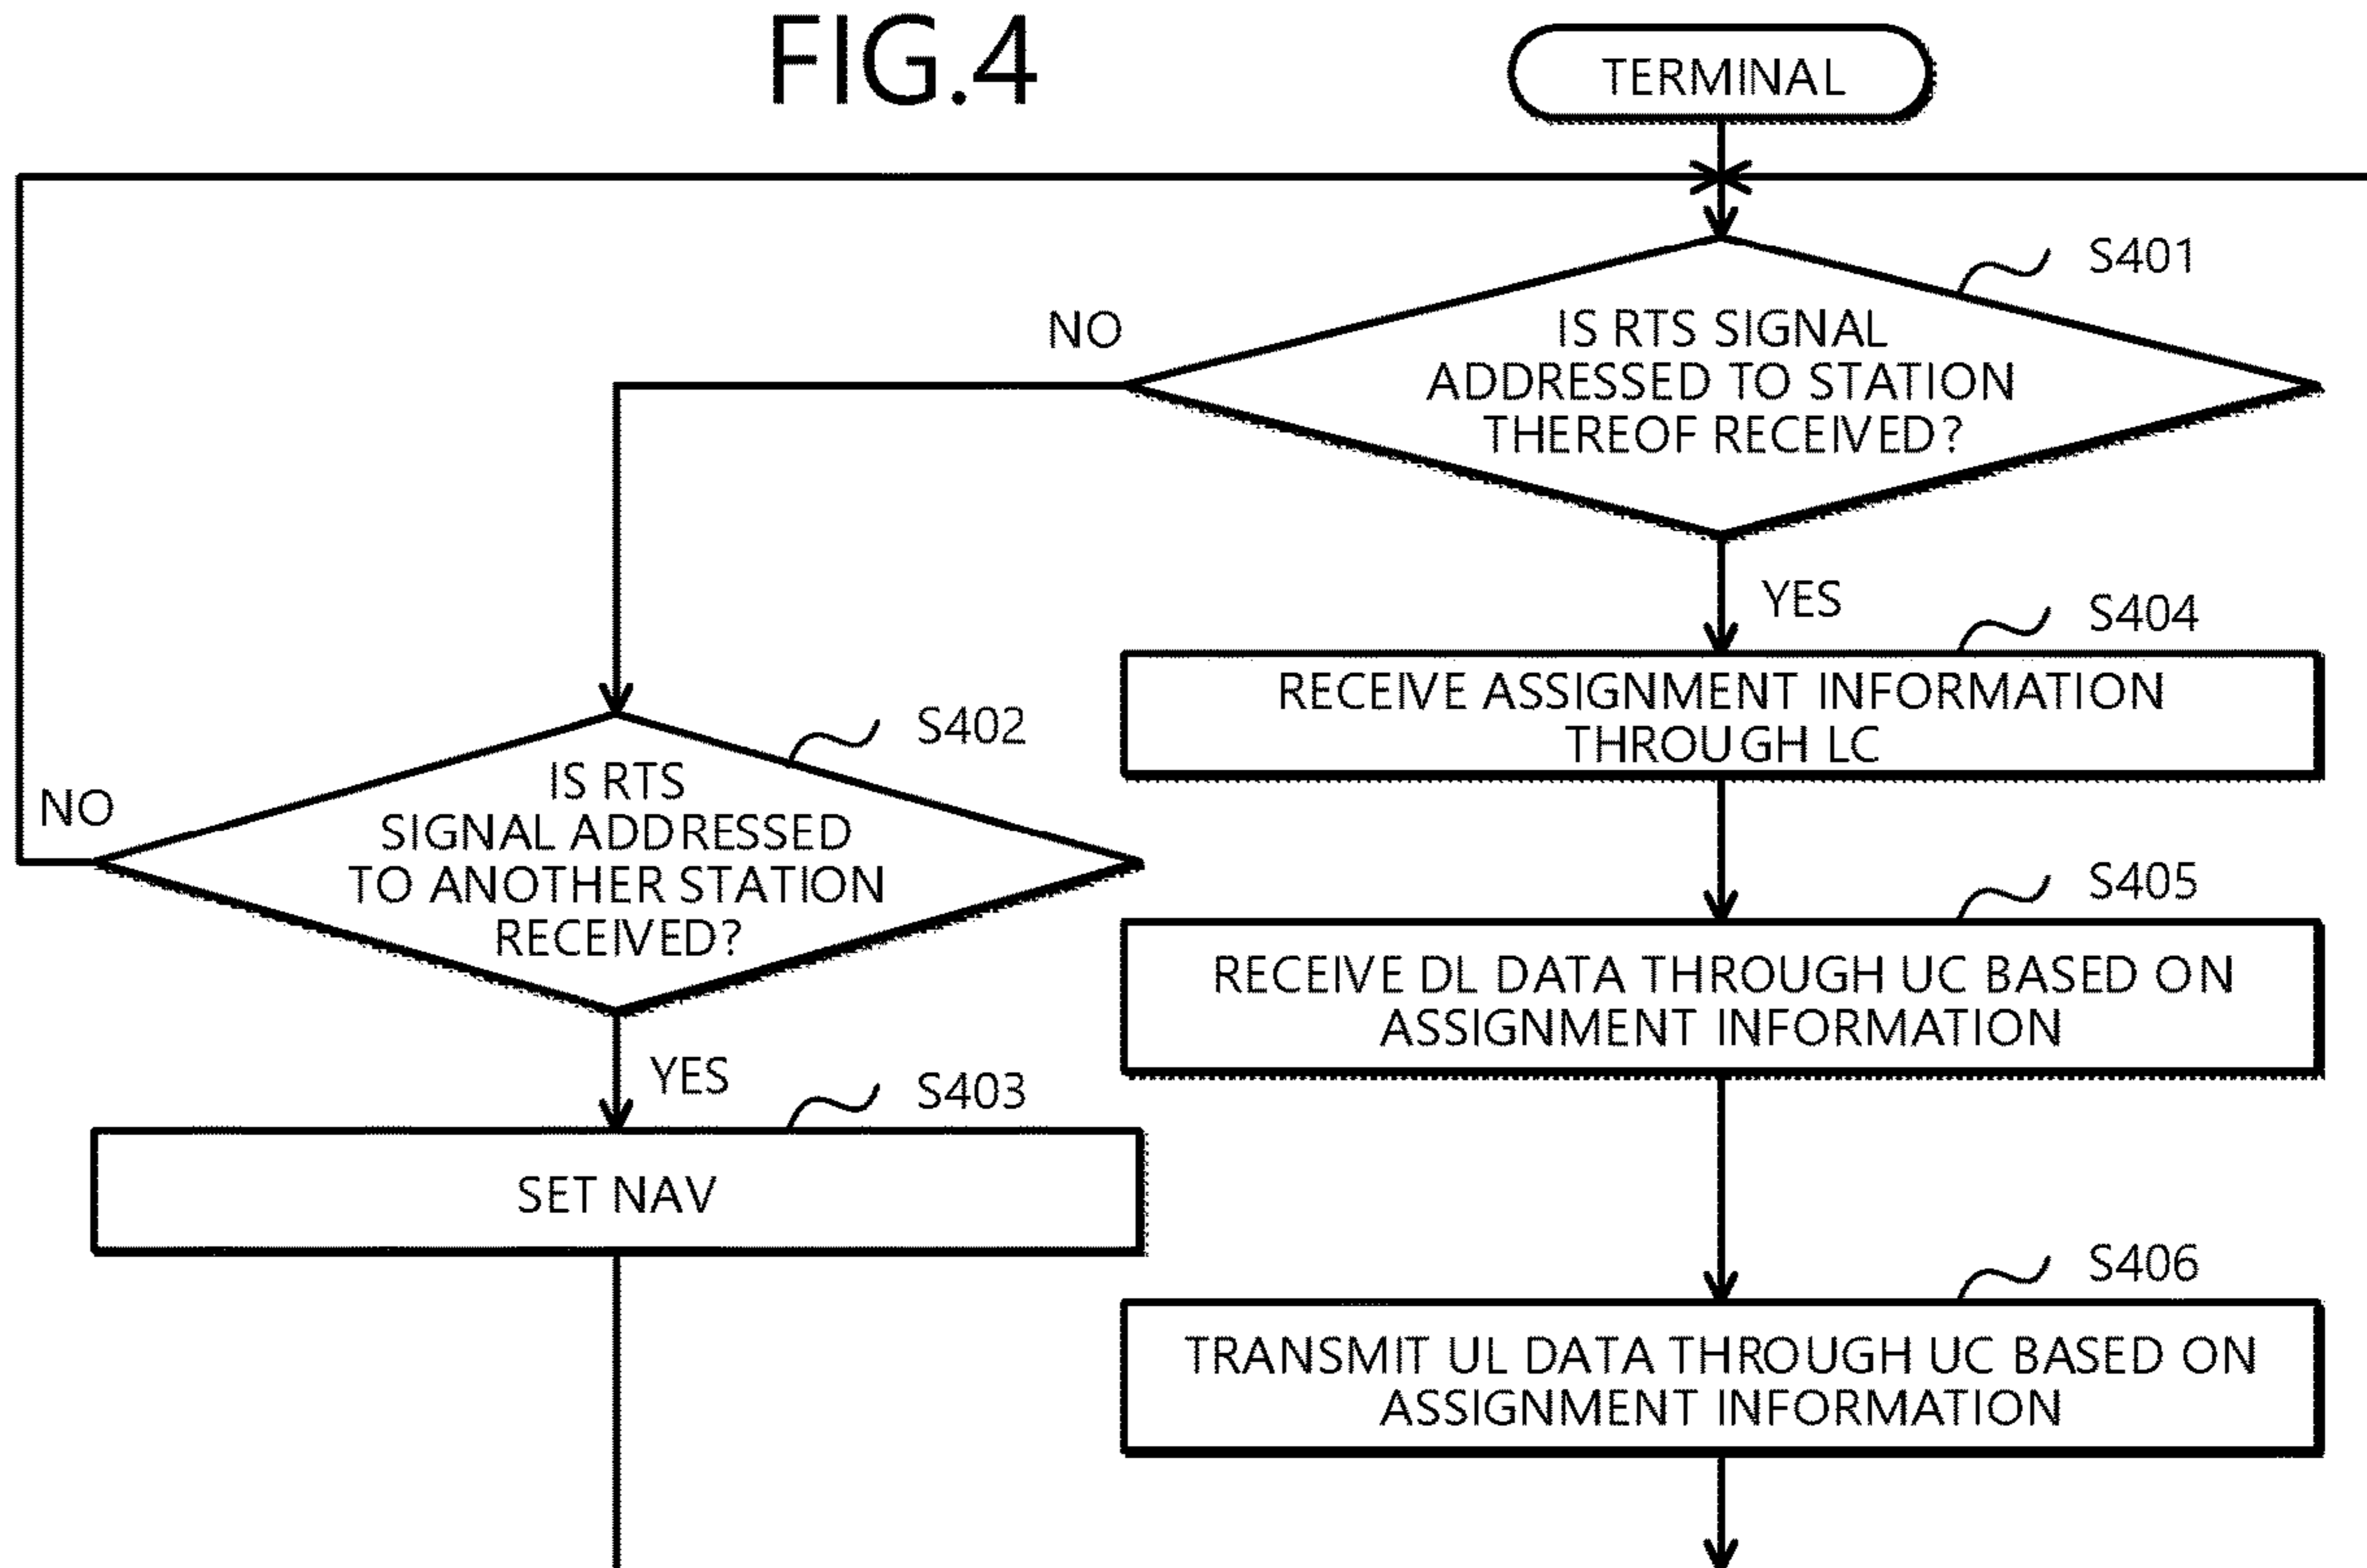 FIG.4
TERMINAL
S401
IS RTS SIGNAL
ADDRESSED TO STATION
THEREOF RECEIVED?
NO
YES
S404
RECEIVE ASSIGNMENT INFORMATION
THROUGH LC
S402
IS RTS
SIGNAL ADDRESSED
TO ANOTHER STATION
RECEIVED?
NO
YES
S405
RECEIVE DL DATA THROUGH UC BASED ON
ASSIGNMENT INFORMATION
S403
SET NAV
S406
TRANSMIT UL DATA THROUGH UC BASED ON
ASSIGNMENT INFORMATION